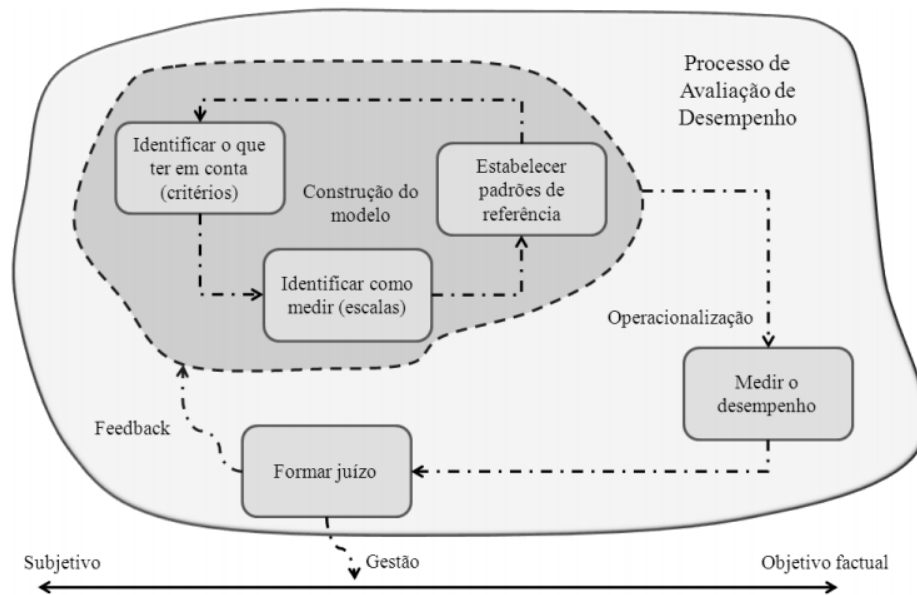 Processo de
Avaliação de
Desempenho
Identificar o que
ter em conta
(critérios)
Estabelecer
padrões de
referência
Construção do
modelo
Identificar como
medir (escalas)
Operacionalização
Medir o
desempenho
Feedback
Formar juízo
Gestão
Subjetivo
Objetivo factual